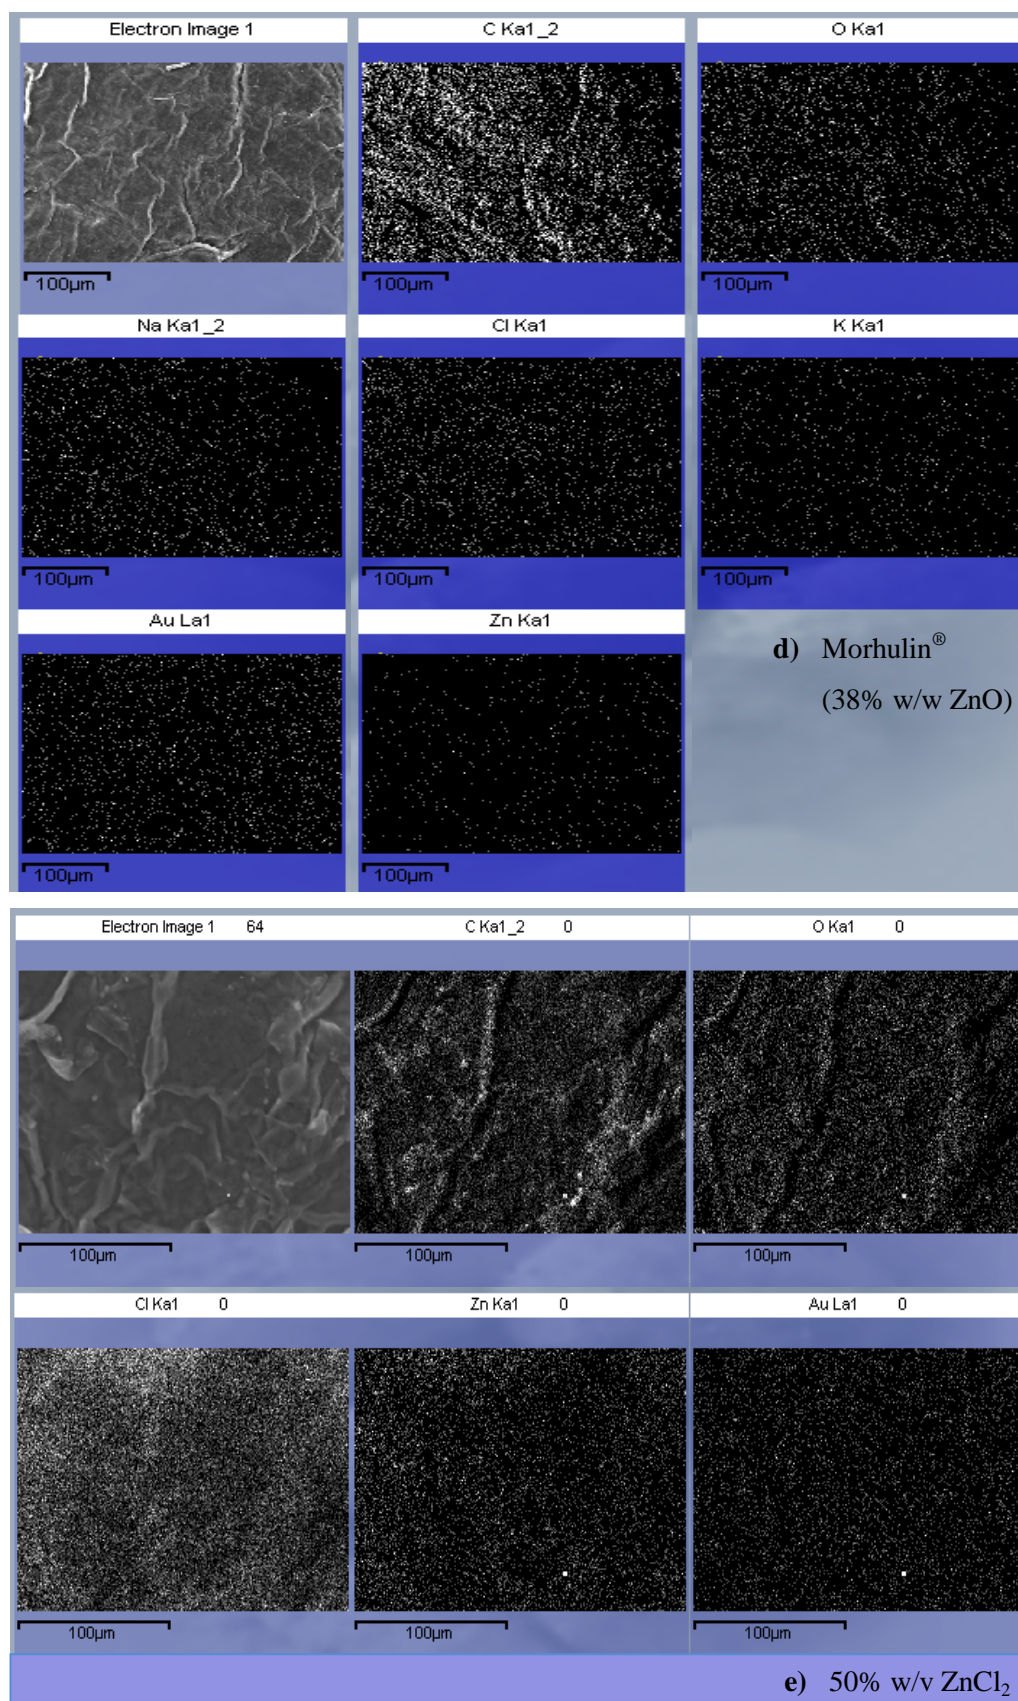 Electron Image 1
C Ka1_2
O Ka1
100µm
Na Ka1_2
Cl Ka1
K Ka1
100µm
100µm
100µm
Au La1
Zn Ka1
d) Morhulin®
(38% w/w ZnO)
100µm
100µm
Electron Image 1 64
C Ka1_2 0
O Ka1 0
100µm
100µm
100µm
Cl Ka1 0
Zn Ka1 0
Au La1 0
100µm
100µm
100µm
e) 50% w/v ZnCl₂